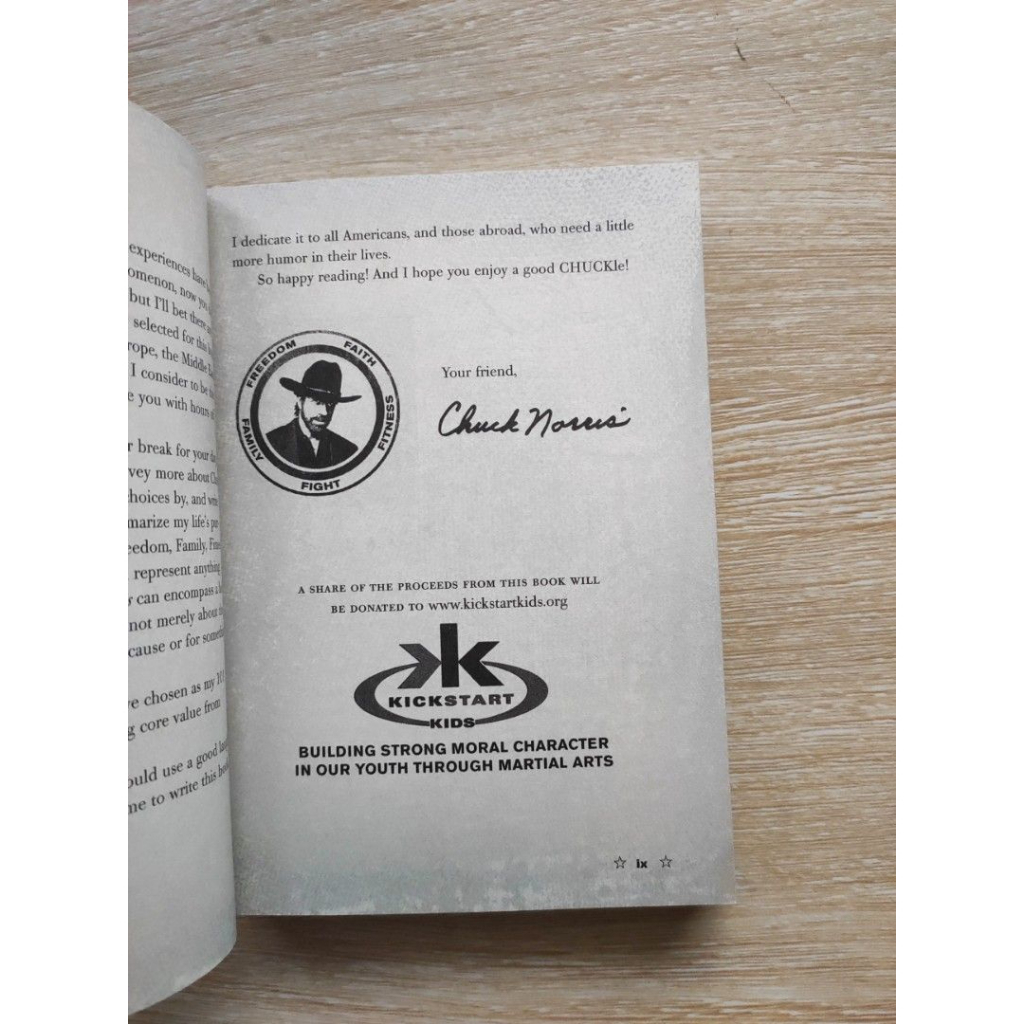 experiences have
omenon, now you
but I'll bet there
selected for this
rope, the Middle
I consider to be
e you with hours
r break for your
vey more about
hoices by, and
marize my life's
eedom, Family,
represent anything
can encompass a
not merely about
cause or for
e chosen as my
g core value from
ould use a good
me to write this
I dedicate it to all Americans, and those abroad, who need a little
more humor in their lives.
So happy reading! And I hope you enjoy a good CHUCKle!
FREEDOM FAITH
FAMILY FITNESS
FIGHT
Your friend,
Chuck Norris
A SHARE OF THE PROCEEDS FROM THIS BOOK WILL
BE DONATED TO www.kickstartkids.org
KK
KICKSTART
KIDS
BUILDING STRONG MORAL CHARACTER
IN OUR YOUTH THROUGH MARTIAL ARTS
☆ ix ☆